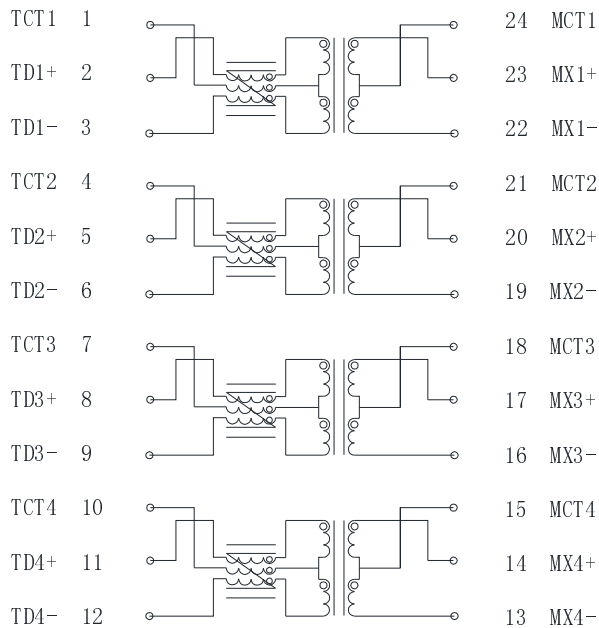 TCT1 1 24 MCT1
TD1+ 2 23 MX1+
TD1- 3 22 MX1-
TCT2 4 21 MCT2
TD2+ 5 20 MX2+
TD2- 6 19 MX2-
TCT3 7 18 MCT3
TD3+ 8 17 MX3+
TD3- 9 16 MX3-
TCT4 10 15 MCT4
TD4+ 11 14 MX4+
TD4- 12 13 MX4-